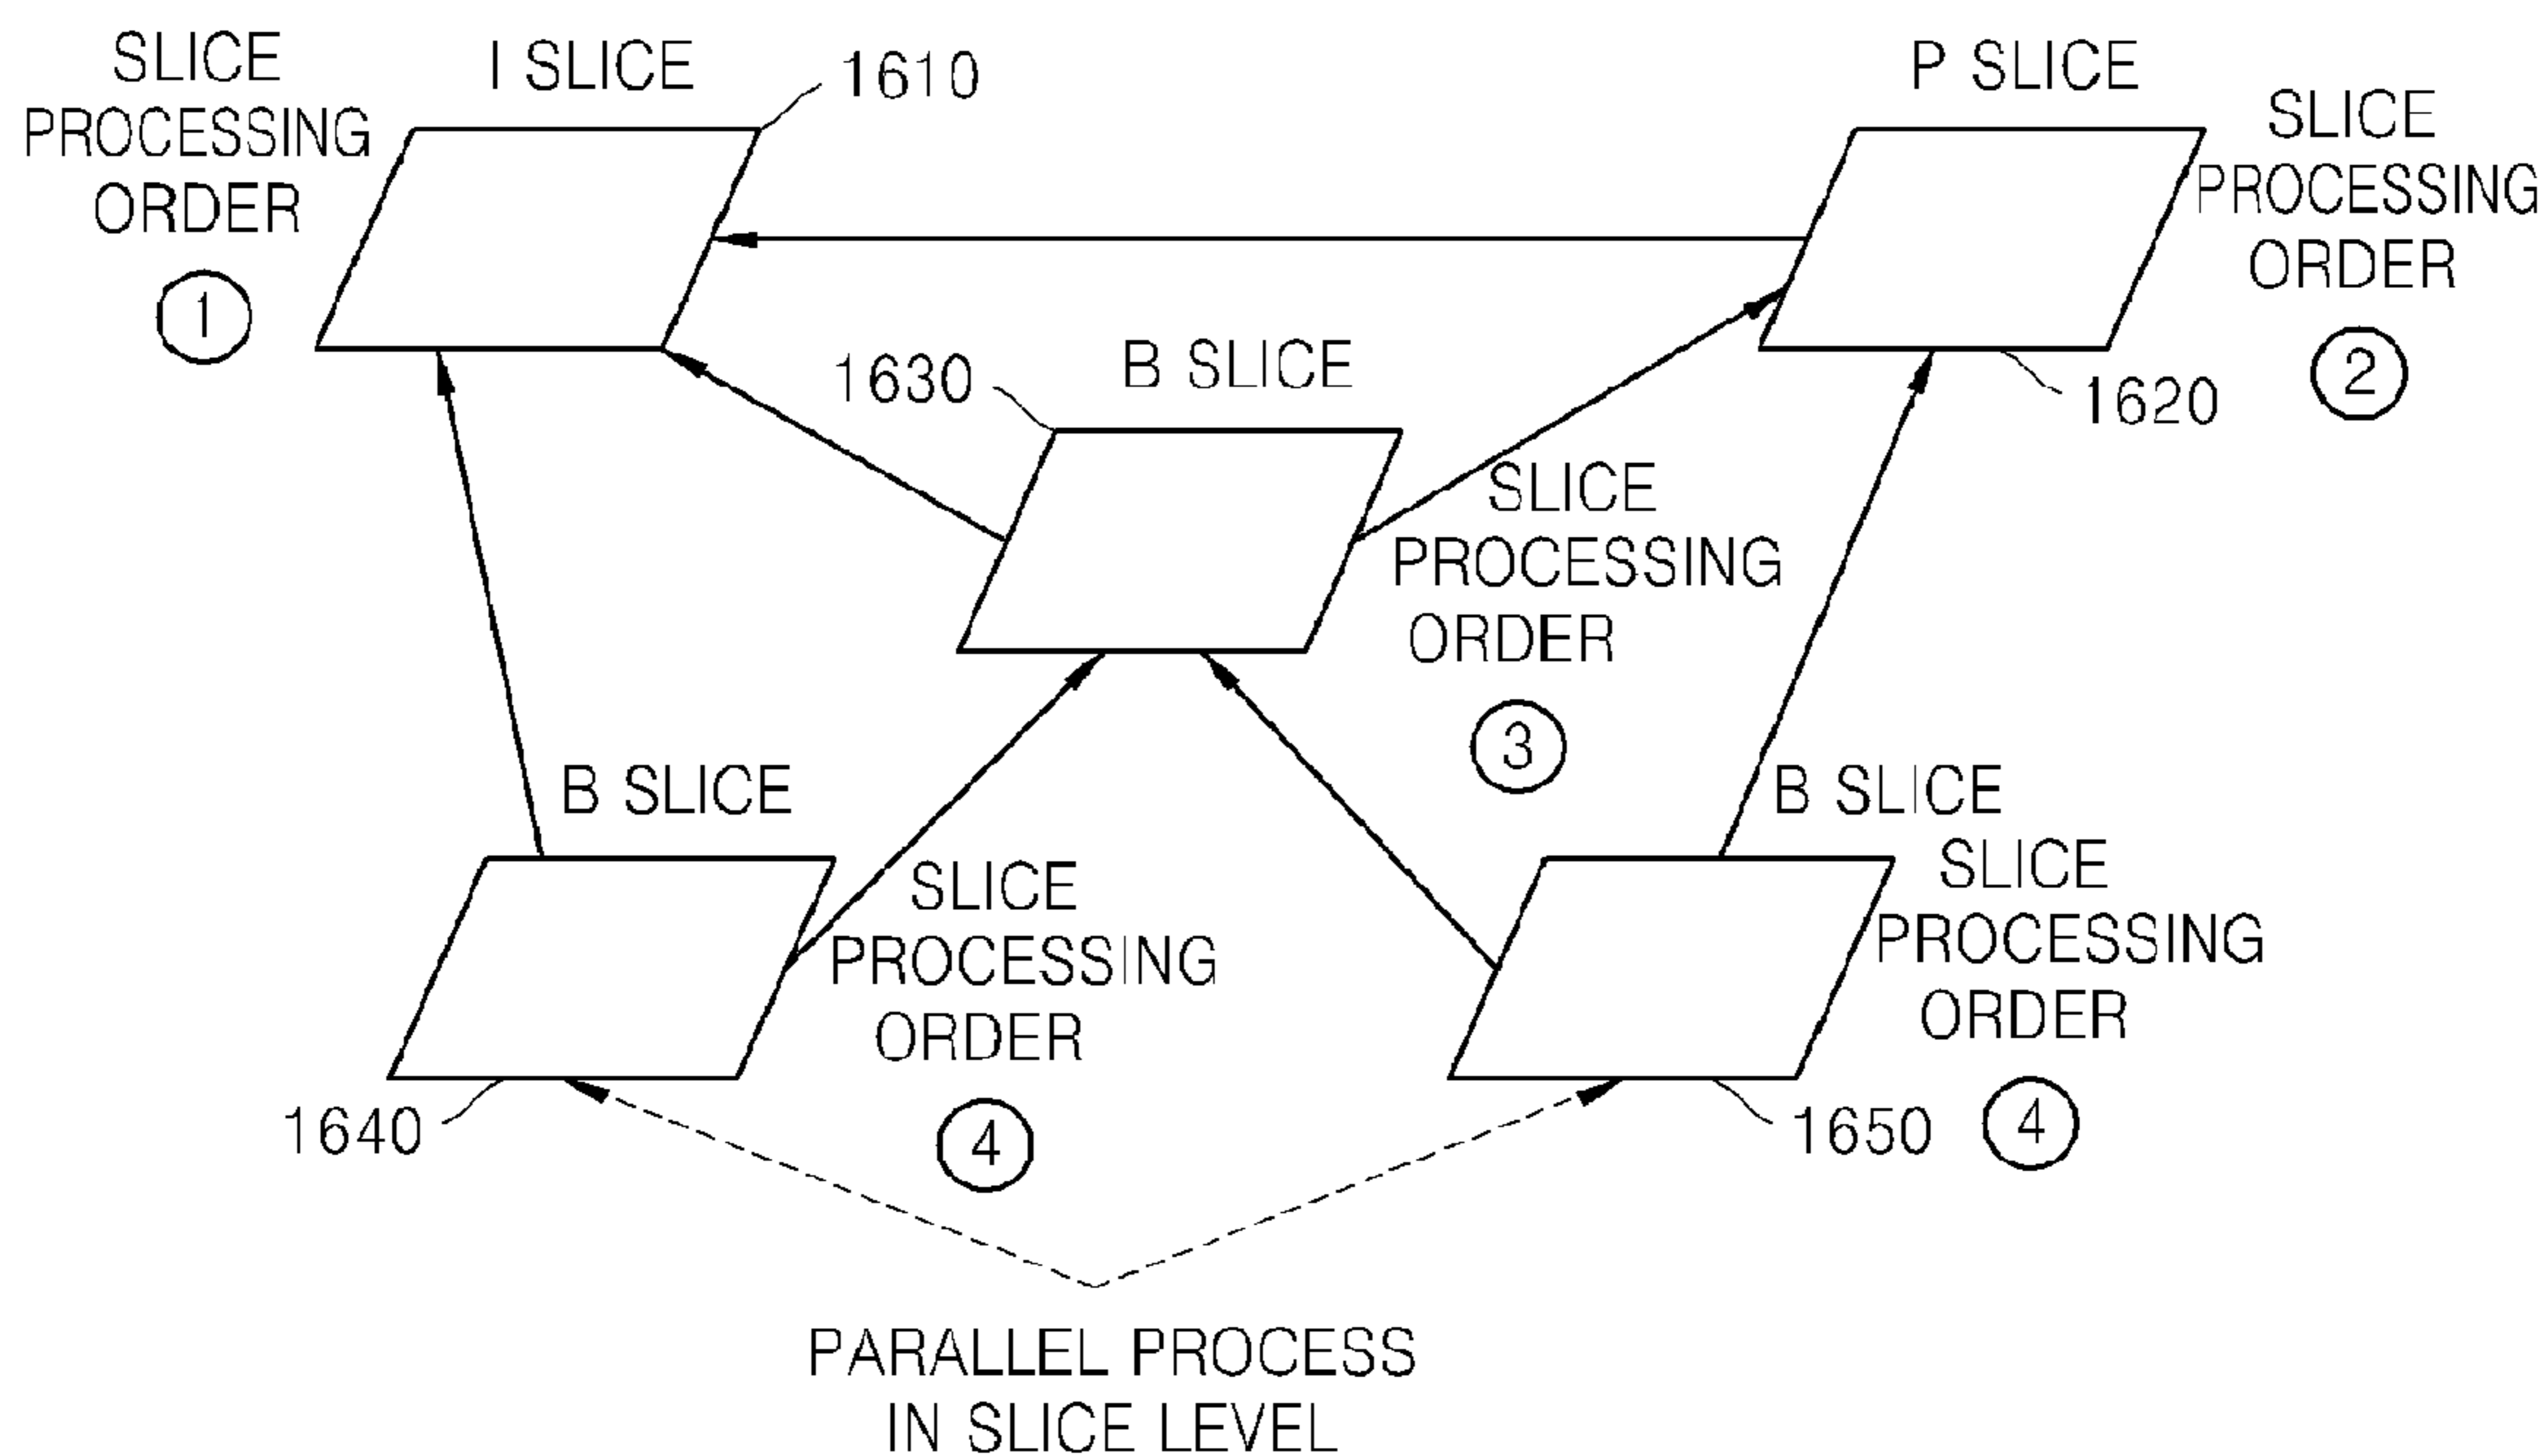 SLICE
PROCESSING
ORDER
1
I SLICE
1610
P SLICE
SLICE
PROCESSING
ORDER
2
1620
1630
B SLICE
SLICE
PROCESSING
ORDER
3
B SLICE
SLICE
PROCESSING
ORDER
4
1640
B SLICE
SLICE
PROCESSING
ORDER
4
1650
PARALLEL PROCESS
IN SLICE LEVEL